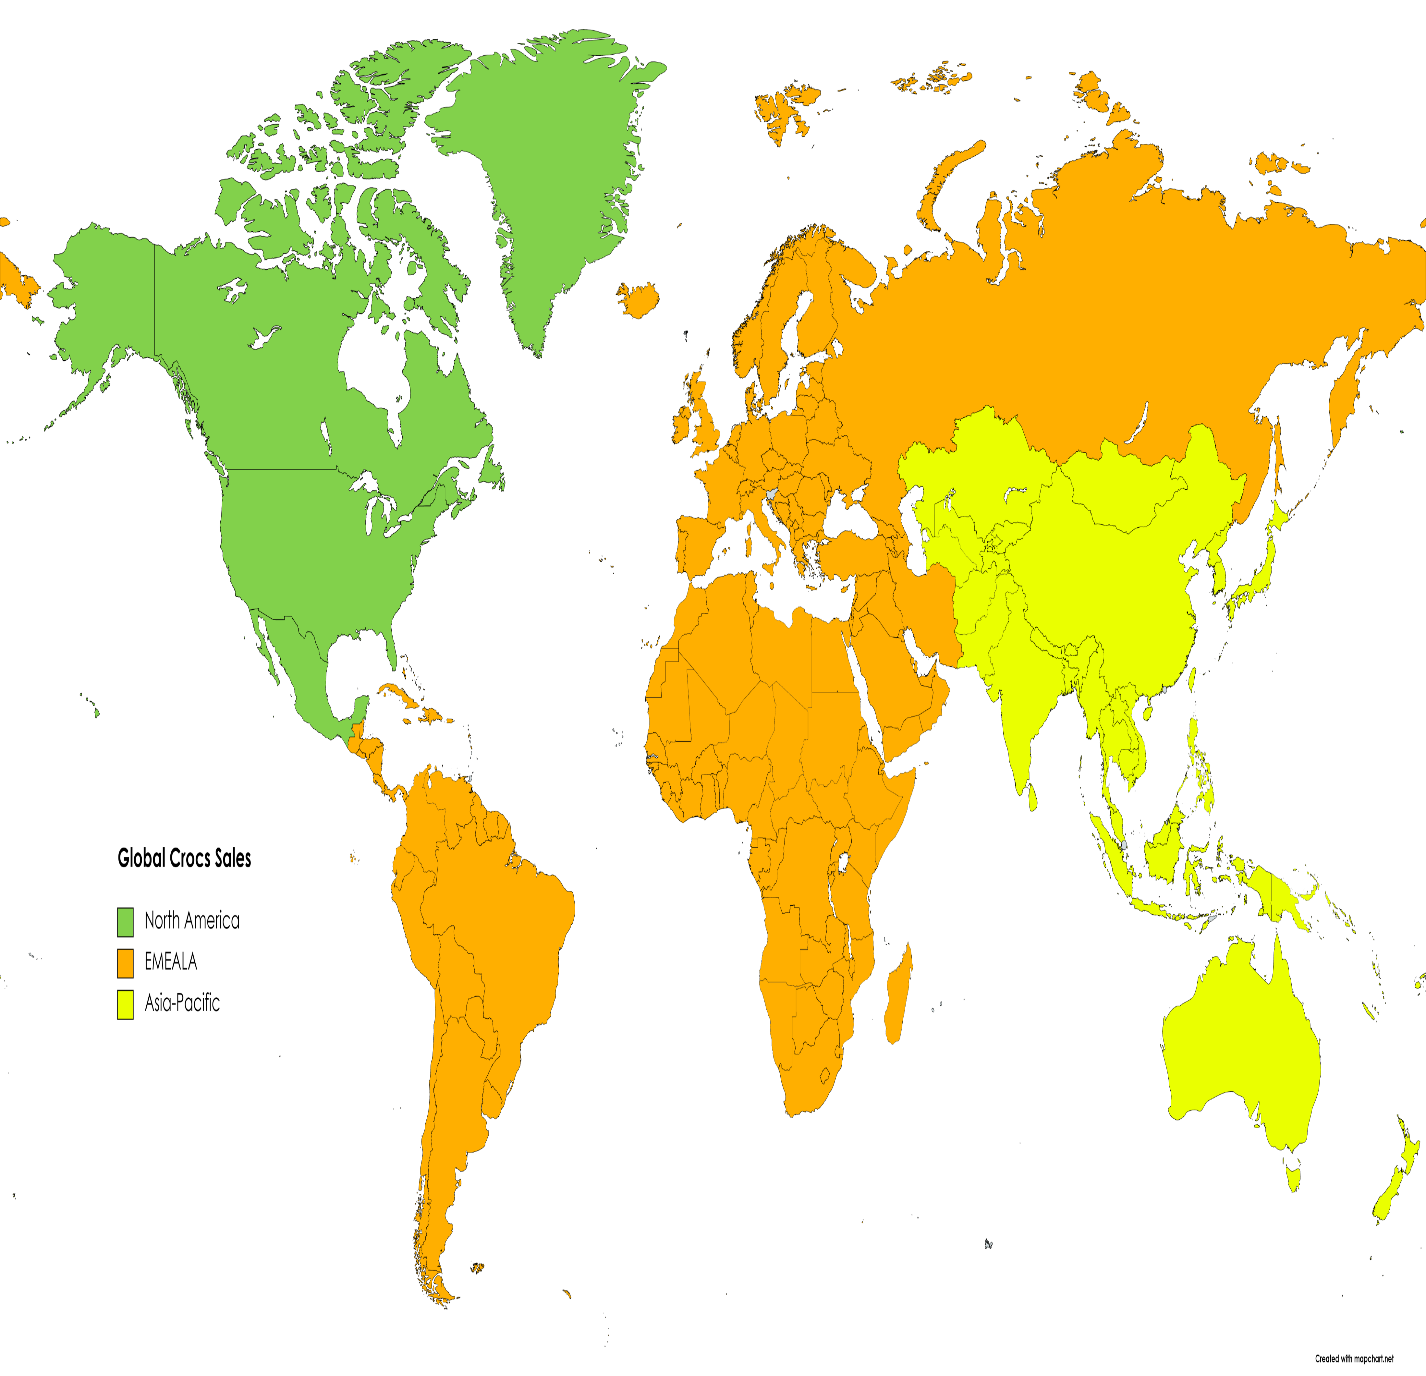 Global Crocs Sales
North America
EMEALA
Asia-Pacific
Created with mapchart.net